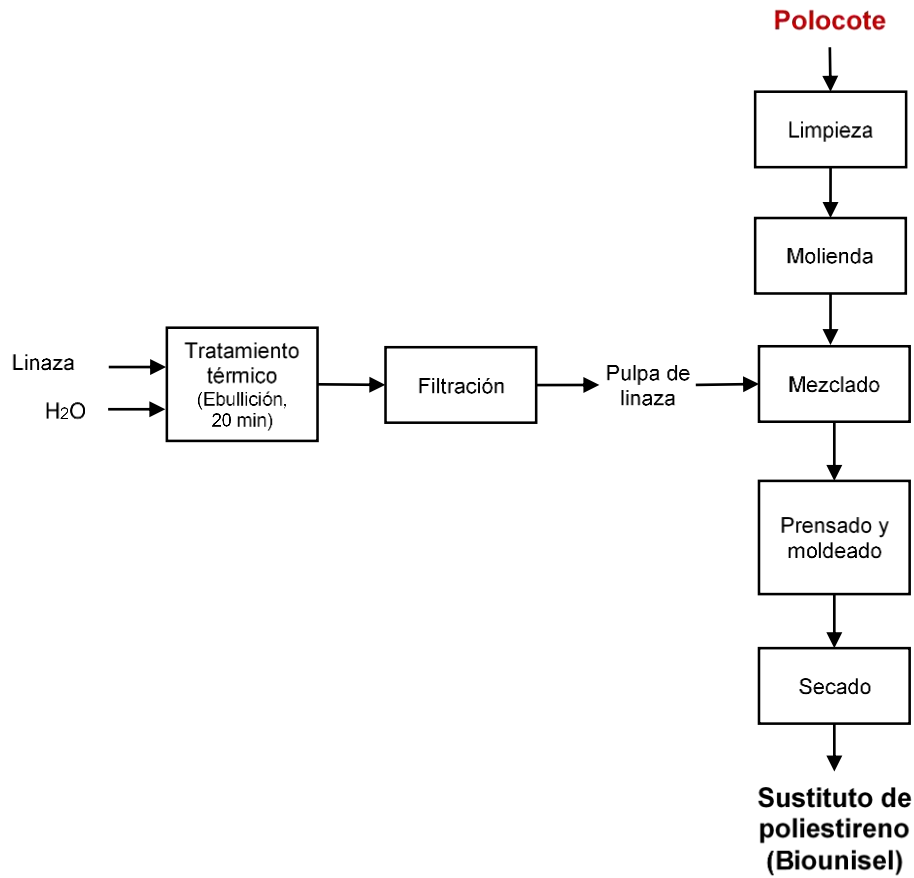 Polocote
Limpieza
Molienda
Linaza
H2O
Tratamiento
térmico
(Ebullición,
20 min)
Filtración
Pulpa de
linaza
Mezclado
Prensado y
moldeado
Secado
Sustituto de
poliestireno
(Biounisel)